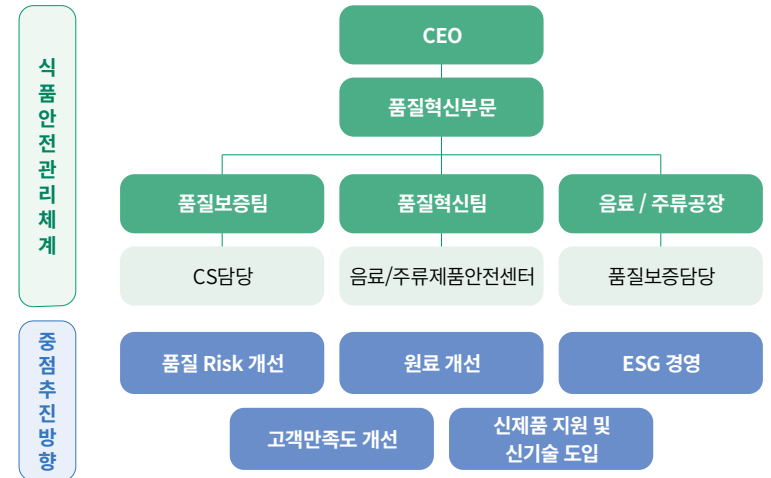 식품안전관리체계
CEO
품질혁신부문
품질보증팀
품질혁신팀
음료 / 주류공장
CS담당
음료/주류제품안전센터
품질보증담당
중점추진방향
품질 Risk 개선
원료 개선
ESG 경영
고객만족도 개선
신제품 지원 및
신기술 도입